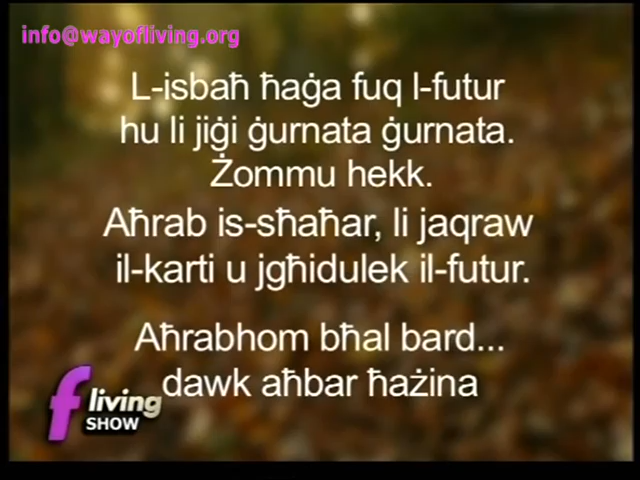 info@wayofliving.org
L-isbaħ ħaġa fuq l-futur
hu li jiġi ġurnata ġurnata.
Żommu hekk.
Aħrab is-sħaħar, li jaqraw
il-karti u jgħidulek il-futur.
Aħrabhom bħal bard...
dawk aħbar ħażina
f living
SHOW